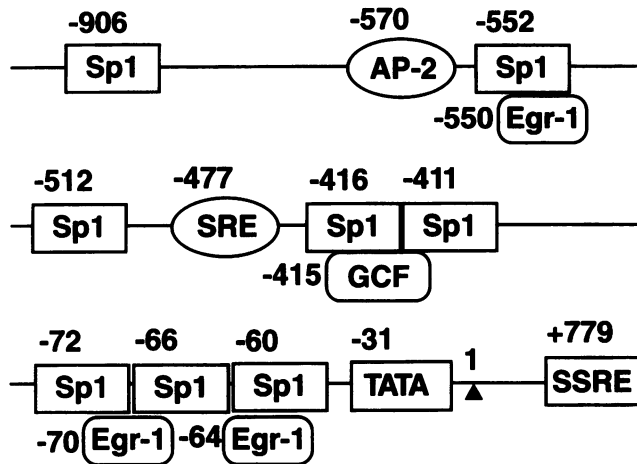 -906 -570 -552
Sp1 AP-2 Sp1
-550 Egr-1
-512 -477 -416 -411
Sp1 SRE Sp1 Sp1
-415 GCF
-72 -66 -60 -31 1 +779
Sp1 Sp1 Sp1 TATA SSRE
-70 Egr-1 -64 Egr-1